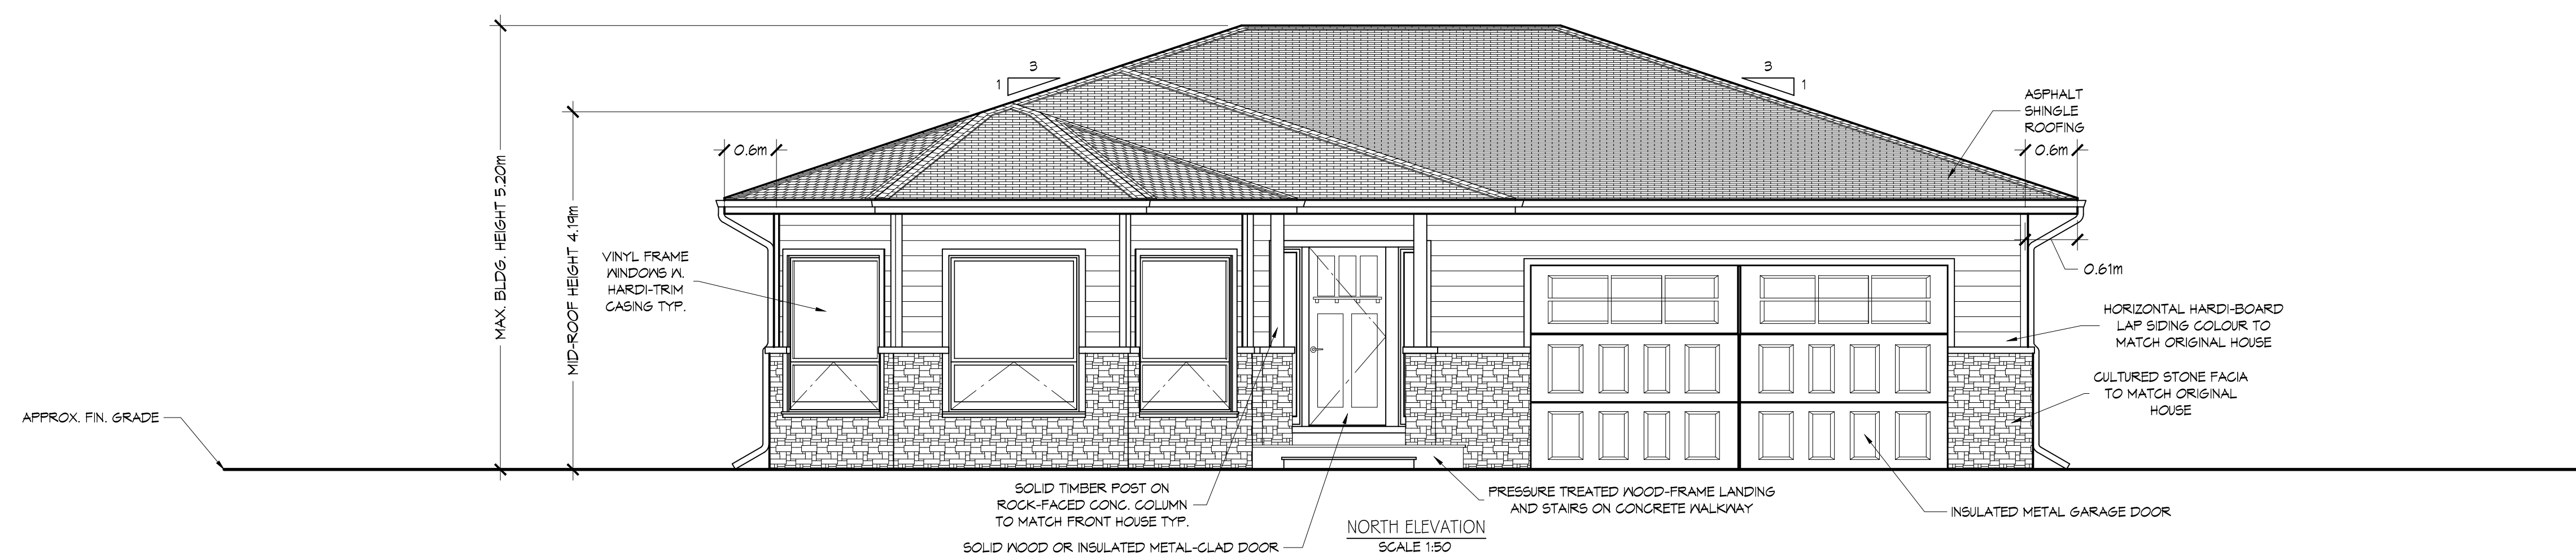 MAX. BLDG. HEIGHT 5.20m
MID-ROOF HEIGHT 4.19m
3
1
3
1
0.6m
0.6m
0.61m
ASPHALT
SHINGLE
ROOFING
VINYL FRAME
WINDOWS W.
HARDI-TRIM
CASING TYP.
HORIZONTAL HARDI-BOARD
LAP SIDING COLOUR TO
MATCH ORIGINAL HOUSE
CULTURED STONE FACIA
TO MATCH ORIGINAL
HOUSE
APPROX. FIN. GRADE
SOLID TIMBER POST ON
ROCK-FACED CONC. COLUMN
TO MATCH FRONT HOUSE TYP.
SOLID WOOD OR INSULATED METAL-CLAD DOOR
PRESSURE TREATED WOOD-FRAME LANDING
AND STAIRS ON CONCRETE WALKWAY
INSULATED METAL GARAGE DOOR
NORTH ELEVATION
SCALE 1:50